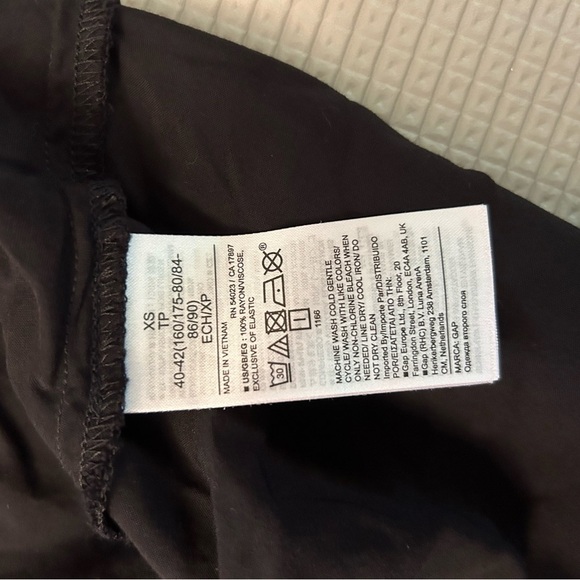 XS
TP
40-42(160/175-80/84-
86/90)
ECH/XP
MADE IN VIETNAM
RN 54023 / CA 17897
■ US/GB/EG : 100% RAYON/VISCOSE,
EXCLUSIVE OF ELASTIC
30
1166
MACHINE WASH COLD GENTLE
CYCLE/ WASH WITH LIKE COLORS/
ONLY NON-CHLORINE BLEACH WHEN
NEEDED/ LINE DRY/ COOL IRON/ DO
NOT DRY CLEAN
Imported By/Importe Par/DISTRIBUIDO
POR/ΕΙΣΑΓΕΤΑΙ ΑΠΟ ΤΗΝ
■Gap Europe Ltd., 8th Floor, 20
Farringdon Street, London, EC4A 4AB, UK
■Gap (RHC) B.V., Luna ArenA
Herikerbergweg 238 Amsterdam, 1101
CM, Netherlands
MARCA: GAP
Одежда второго слоя